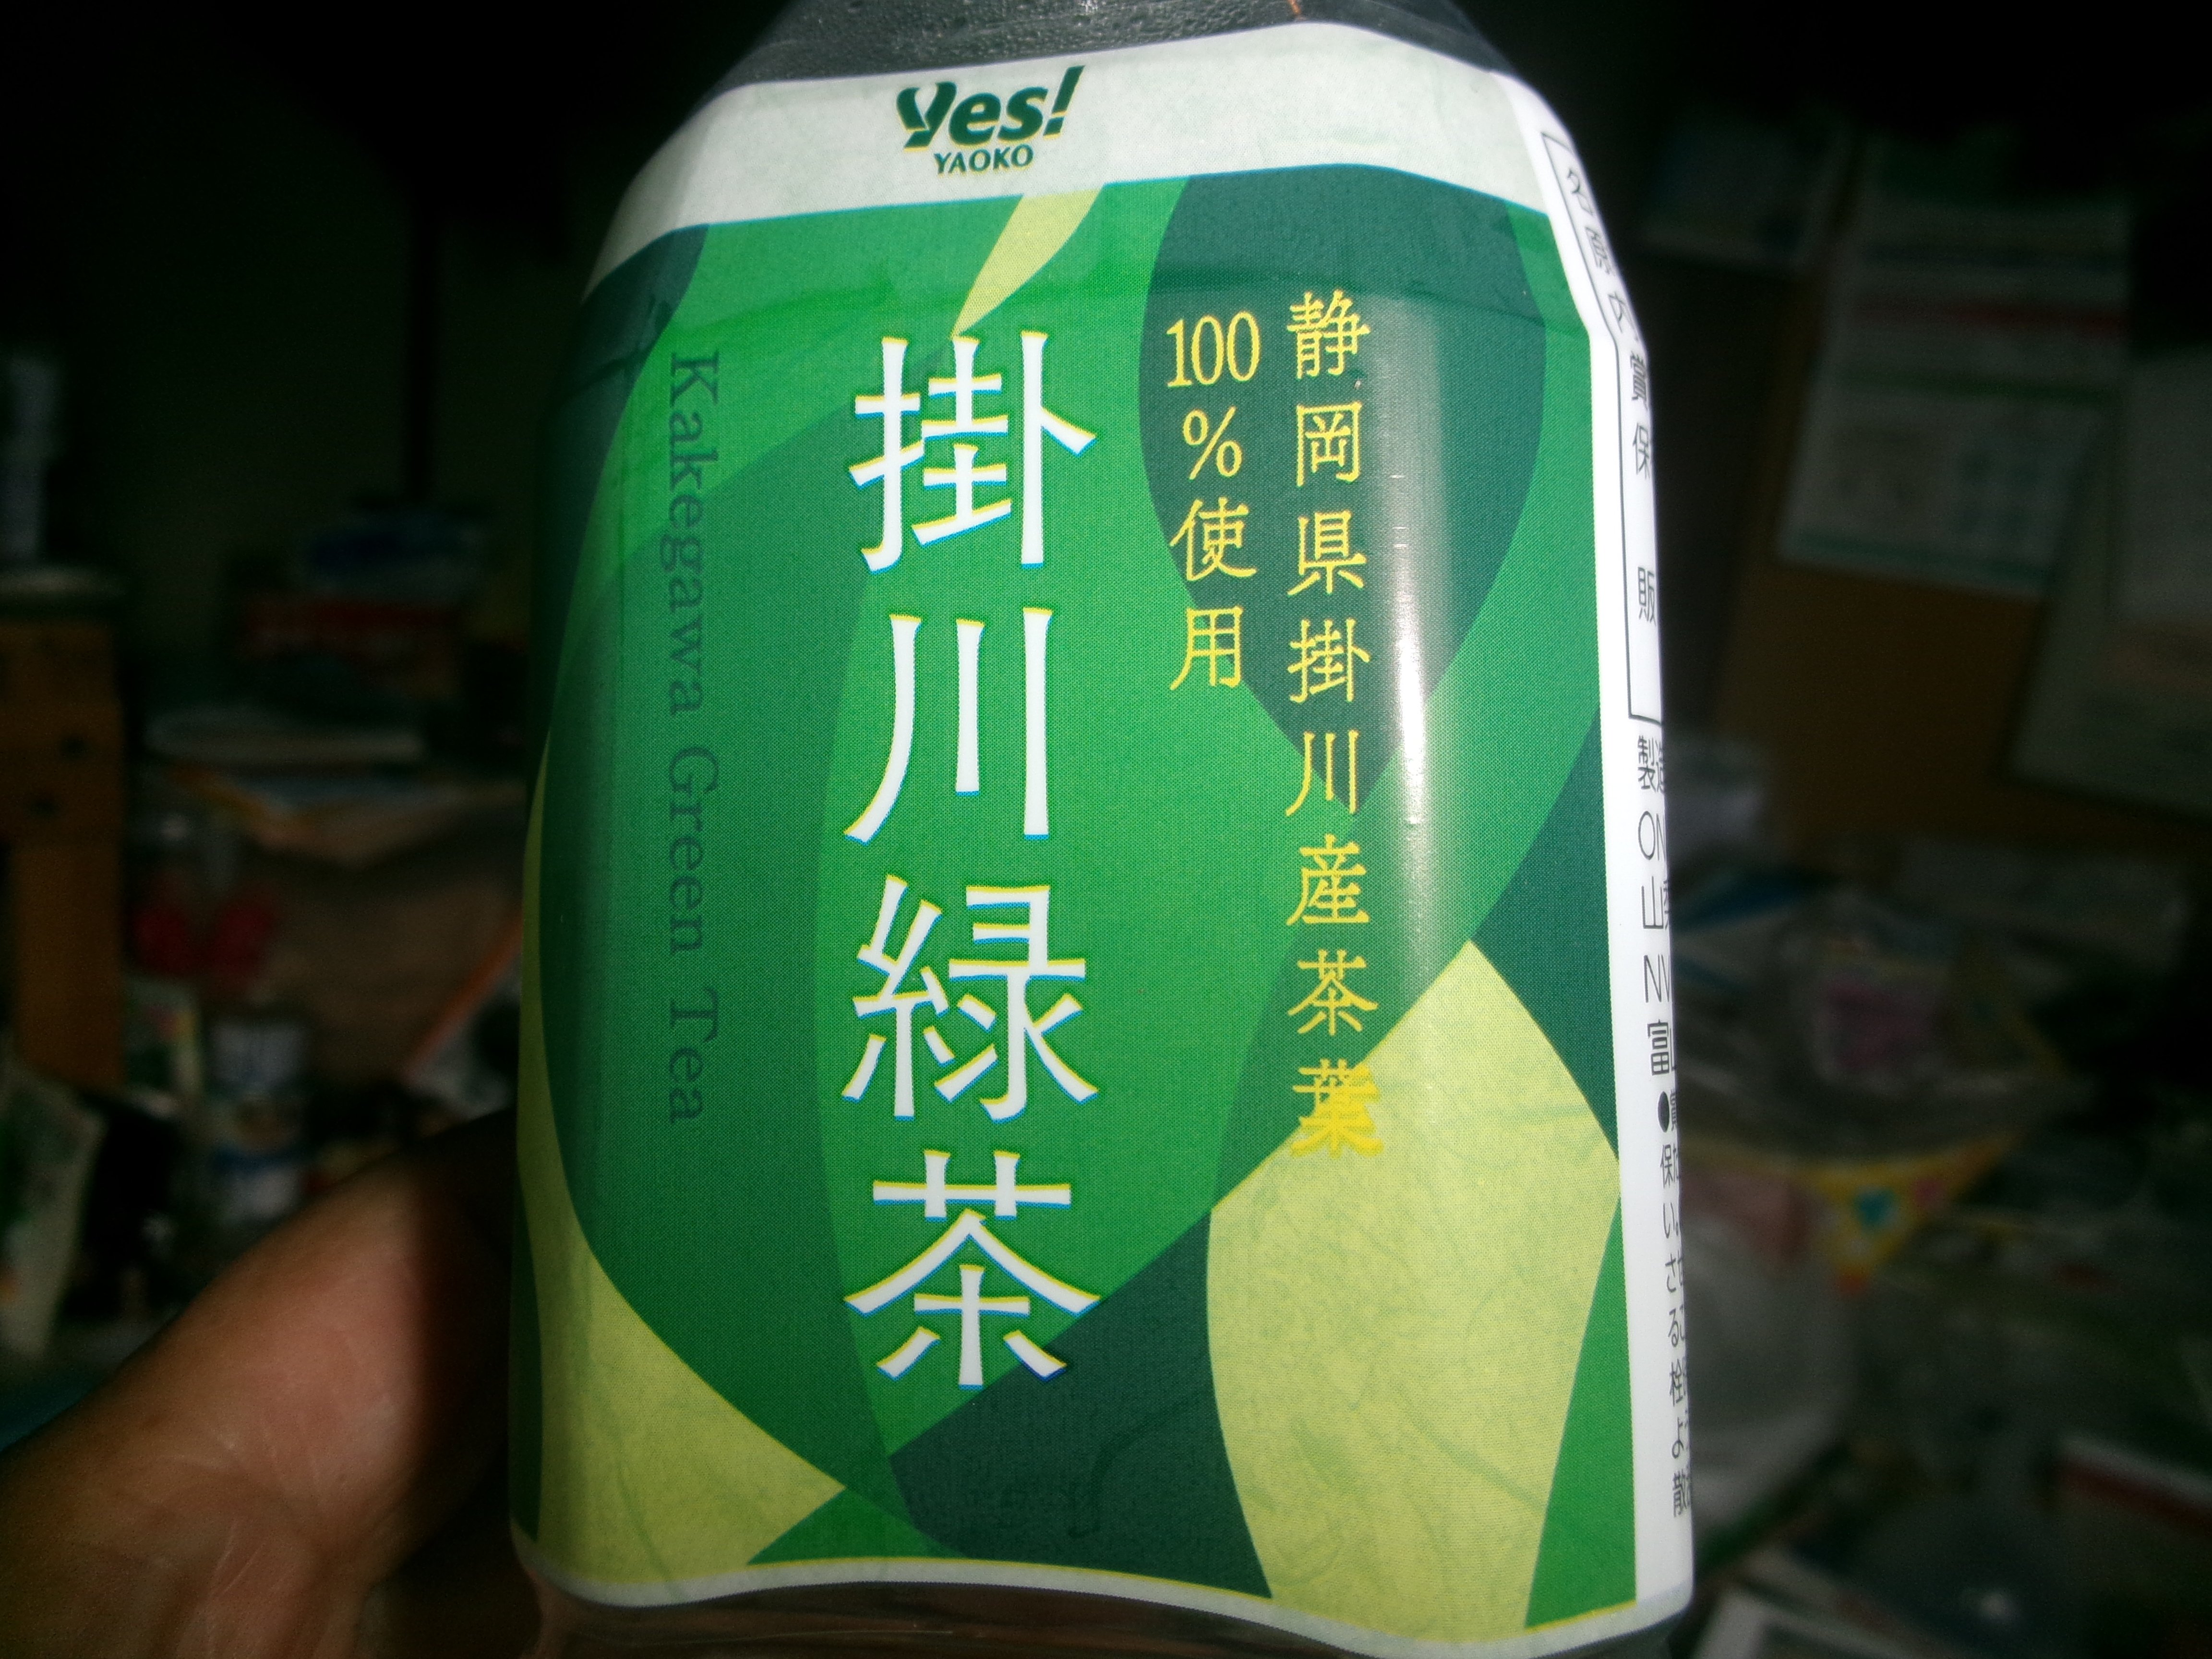 Yes!
YAOKO
静岡県掛川産茶葉
100%使用
掛川緑茶
Kakegawa Green Tea